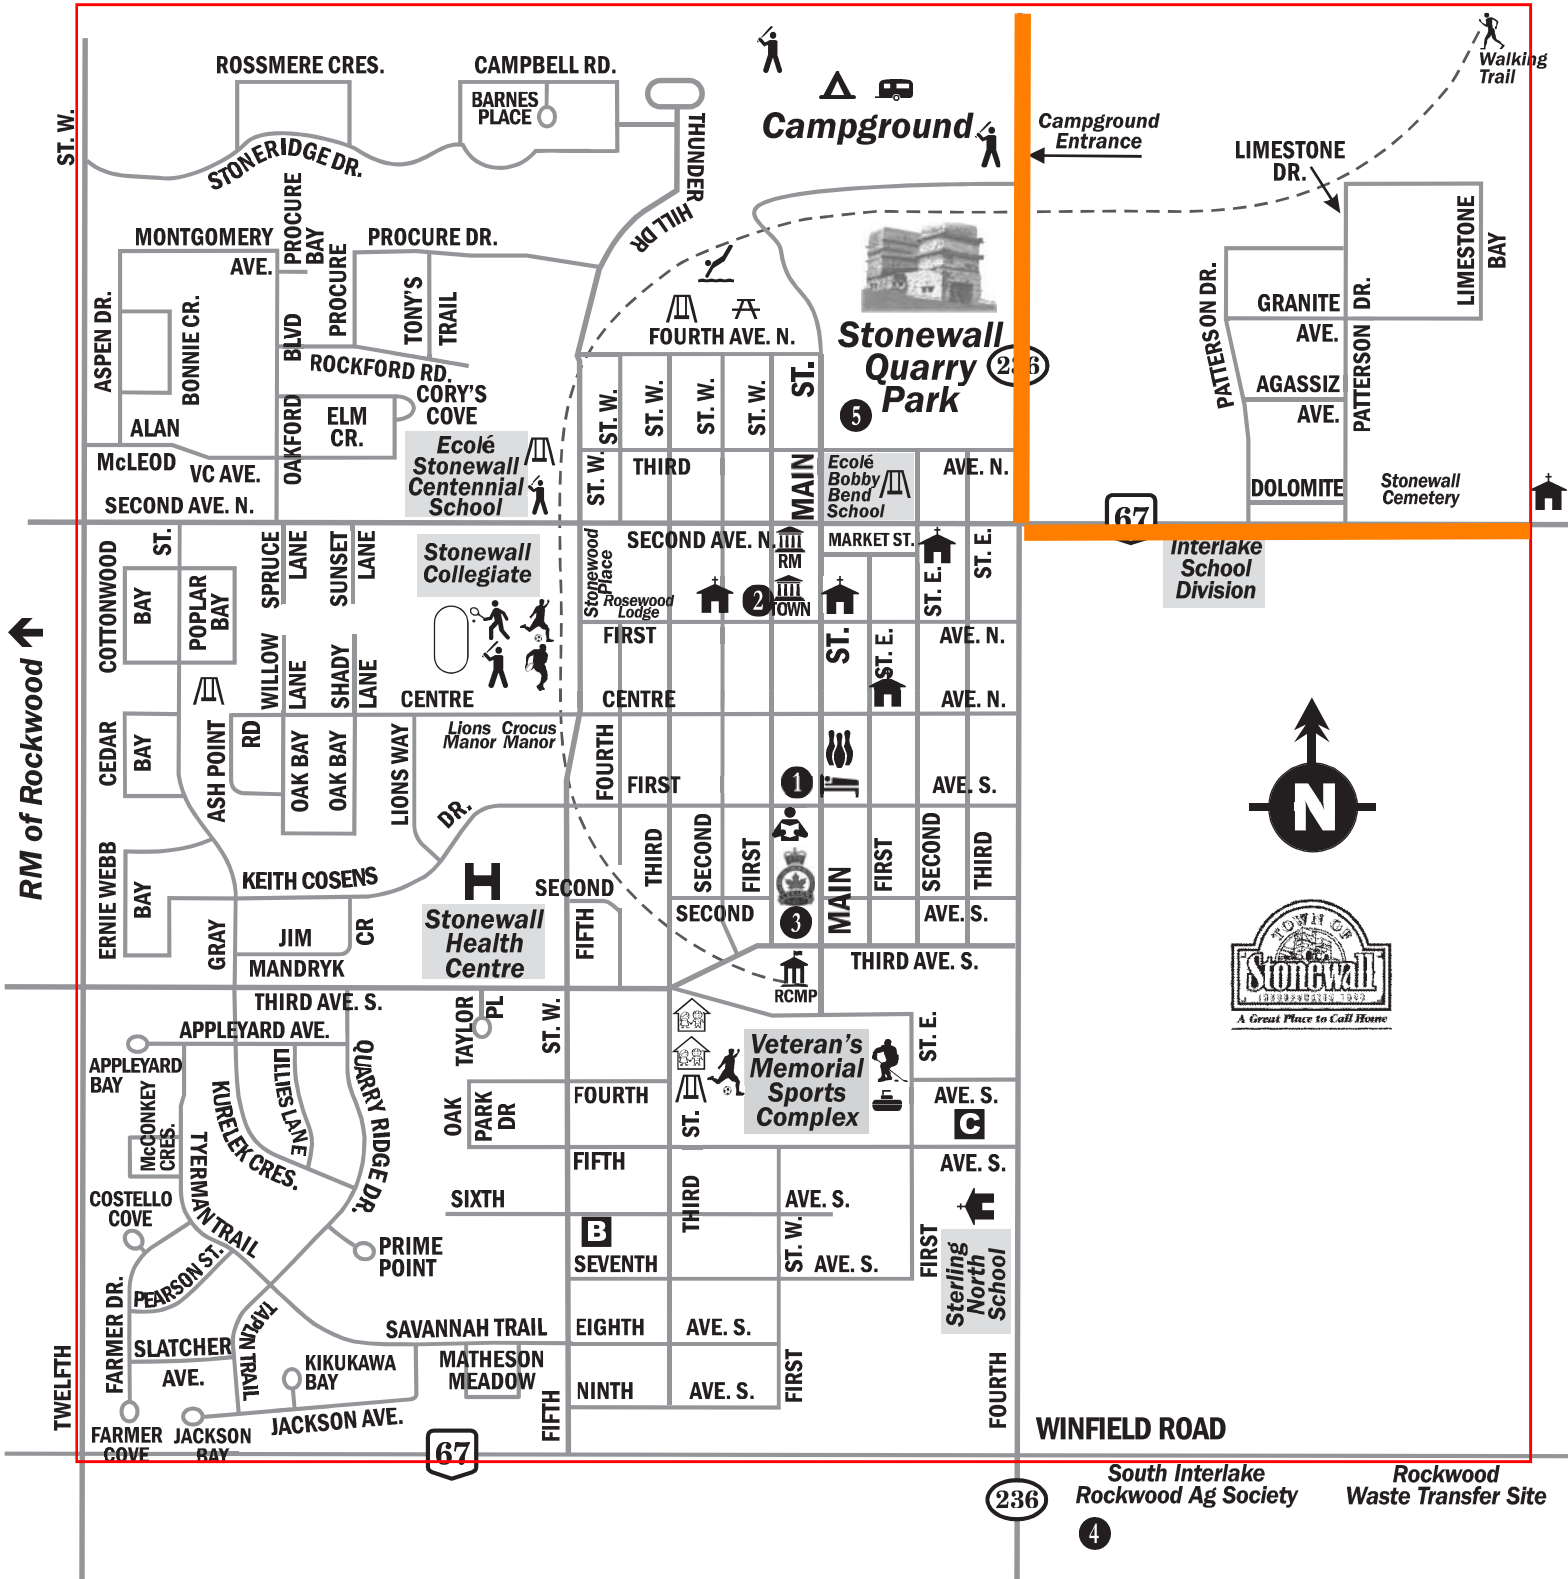 ROSSMERE CRES.
CAMPBELL RD.
BARNES
PLACE
ST. W.
STONERIDGE DR.
THUNDER
HILL DR
Campground
Campground
Entrance
Walking
Trail
LIMESTONE
DR.
LIMESTONE
BAY
PROCURE
BAY
MONTGOMERY
AVE.
PROCURE DR.
PROCURE
TONY'S
TRAIL
ASPEN DR.
BONNIE CR.
BLVD
ROCKFORD RD.
CORY'S
COVE
ELM
CR.
OAKFORD
ALAN
McLEOD
VC AVE.
SECOND AVE. N.
Ecolé
Stonewall
Centennial
School
FOURTH AVE. N.
Stonewall
Quarry
Park
5
236
PATTERSON DR.
GRANITE
AVE.
AGASSIZ
AVE.
PATTERSON
DR.
DOLOMITE
Stonewall
Cemetery
ST. W.
ST. W.
ST. W.
ST. W.
ST.
ST. W.
THIRD
MAIN
Ecolé
Bobby
Bend
School
AVE. N.
67
Interlake
School
Division
COTTONWOOD
BAY
ST.
POPLAR
BAY
SPRUCE
LANE
SUNSET
LANE
Stonewall
Collegiate
Stonewood
Place
Rosewood
Lodge
SECOND AVE. N.
RM
MARKET ST.
2
TOWN
ST. E.
ST. E.
FIRST
ST.
ST. E.
AVE. N.
WILLOW
LANE
SHADY
LANE
CENTRE
CENTRE
AVE. N.
RM of Rockwood
CEDAR
BAY
ASH POINT
RD
OAK BAY
OAK BAY
LIONS WAY
Lions
Manor
Crocus
Manor
DR.
FOURTH
FIRST
1
AVE. S.
N
ERNIE WEBB
BAY
KEITH COSENS
H
Stonewall
Health
Centre
SECOND
FIFTH
THIRD
SECOND
FIRST
MAIN
FIRST
SECOND
THIRD
SECOND
3
AVE. S.
GRAY
JIM
CR
MANDRYK
THIRD AVE. S.
RCMP
THIRD AVE. S.
TOWN OF
Stonewall
A Great Place to Call Home
APPLEYARD AVE.
APPLEYARD
BAY
TAYLOR
PL
ST. W.
McCONKEY
CRES.
KURELEK CRES.
LILLIES LANE
QUARRY RIDGE DR.
TYERMAN TRAIL
OAK
PARK
DR
FOURTH
ST.
Veteran's
Memorial
Sports
Complex
ST. E.
AVE. S.
C
FIFTH
AVE. S.
COSTELLO
COVE
SIXTH
THIRD
AVE. S.
B
ST. W.
SEVENTH
AVE. S.
FIRST
Sterling
North
School
PRIME
POINT
PEARSON ST.
FARMER DR.
TAPLIN TRAIL
SAVANNAH TRAIL
EIGHTH
AVE. S.
SLATCHER
AVE.
KIKUKAWA
BAY
MATHESON
MEADOW
NINTH
AVE. S.
FIRST
FOURTH
TWELFTH
FARMER
COVE
JACKSON
BAY
JACKSON AVE.
FIFTH
67
WINFIELD ROAD
236
South Interlake
Rockwood Ag Society
4
Rockwood
Waste Transfer Site